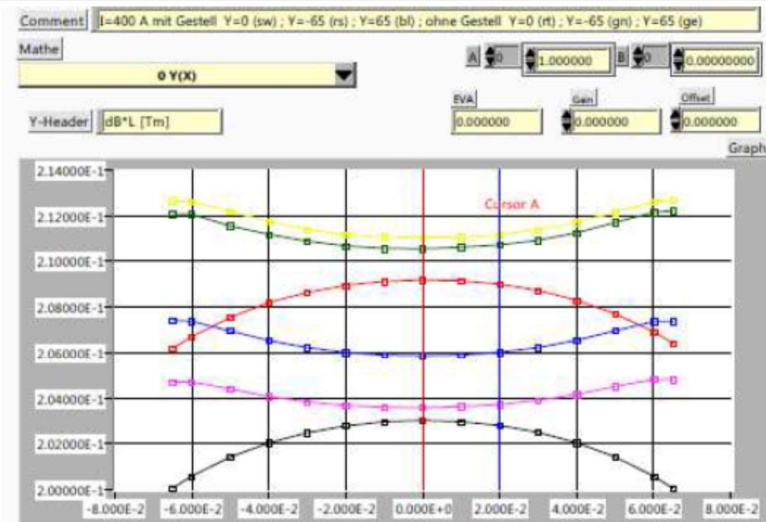 Comment I=400 A mit Gestell Y=0 (sw) ; Y=-65 (rs) ; Y=65 (bl) ; ohne Gestell Y=0 (rt) ; Y=-65 (gn) ; Y=65 (ge)
Mathe
0 Y(X)
A 0 1.000000 B 0 0.00000000
EVA Gain Offset
Y-Header dB*L [Tm] 0.000000 0.000000 0.000000
Graph
2.14000E-1
Cursor A
2.12000E-1
2.10000E-1
2.08000E-1
2.06000E-1
2.04000E-1
2.02000E-1
2.00000E-1
-8.000E-2 -6.000E-2 -4.000E-2 -2.000E-2 0.000E+0 2.000E-2 4.000E-2 6.000E-2 8.000E-2